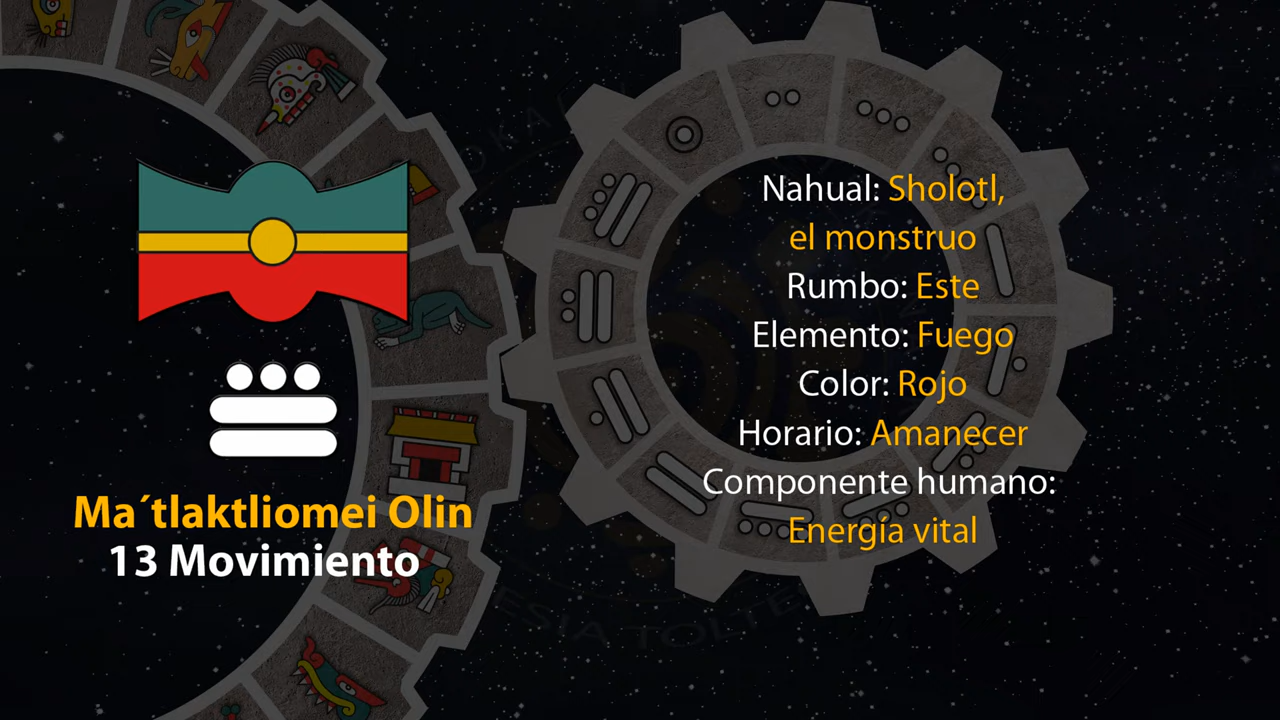 Nahual: Sholotl,
el monstruo
Rumbo: Este
Elemento: Fuego
Color: Rojo
Horario: Amanecer
Componente humano:
Energía vital
Ma´tlaktliomei Olin
13 Movimiento